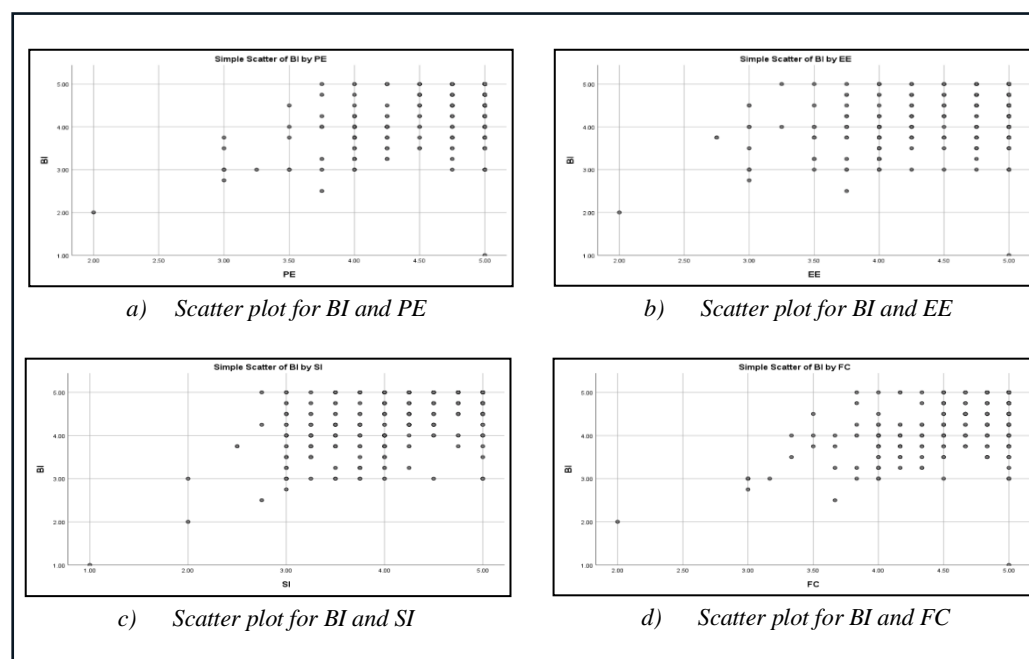 Simple Scatter of BI by PE
5.00
4.00
3.00
2.00
1.00
BI
2.00 2.50 3.00 3.50 4.00 4.50 5.00
PE
a) Scatter plot for BI and PE
Simple Scatter of BI by EE
5.00
4.00
3.00
2.00
1.00
BI
2.00 2.50 3.00 3.50 4.00 4.50 5.00
EE
b) Scatter plot for BI and EE
Simple Scatter of BI by SI
5.00
4.00
3.00
2.00
1.00
BI
1.00 2.00 3.00 4.00 5.00
SI
c) Scatter plot for BI and SI
Simple Scatter of BI by FC
5.00
4.00
3.00
2.00
1.00
BI
2.00 2.50 3.00 3.50 4.00 4.50 5.00
FC
d) Scatter plot for BI and FC